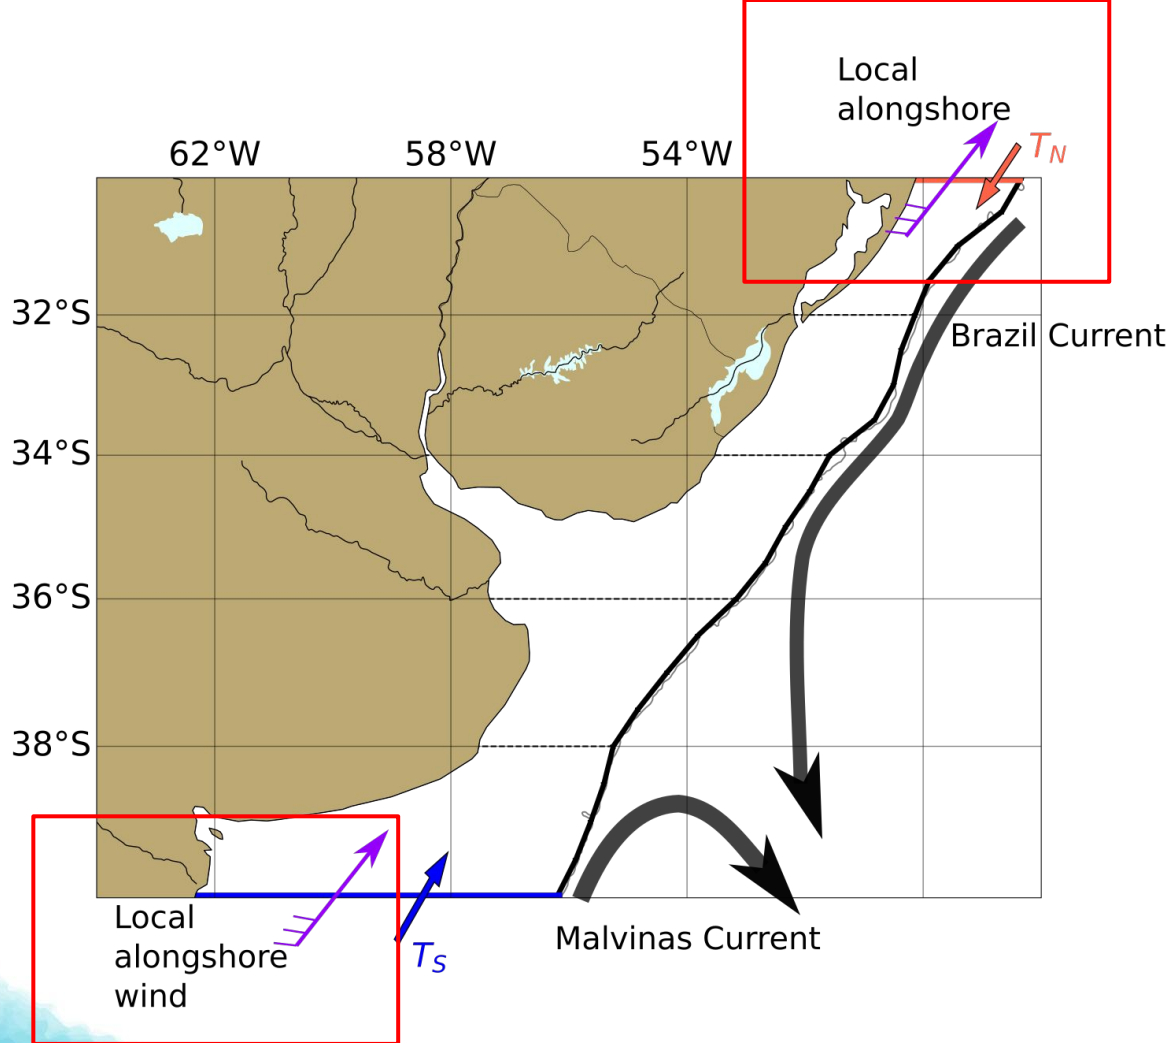 Local
alongshore
T_N
62°W
58°W
54°W
32°S
Brazil Current
34°S
36°S
38°S
Local
alongshore
wind
T_S
Malvinas Current